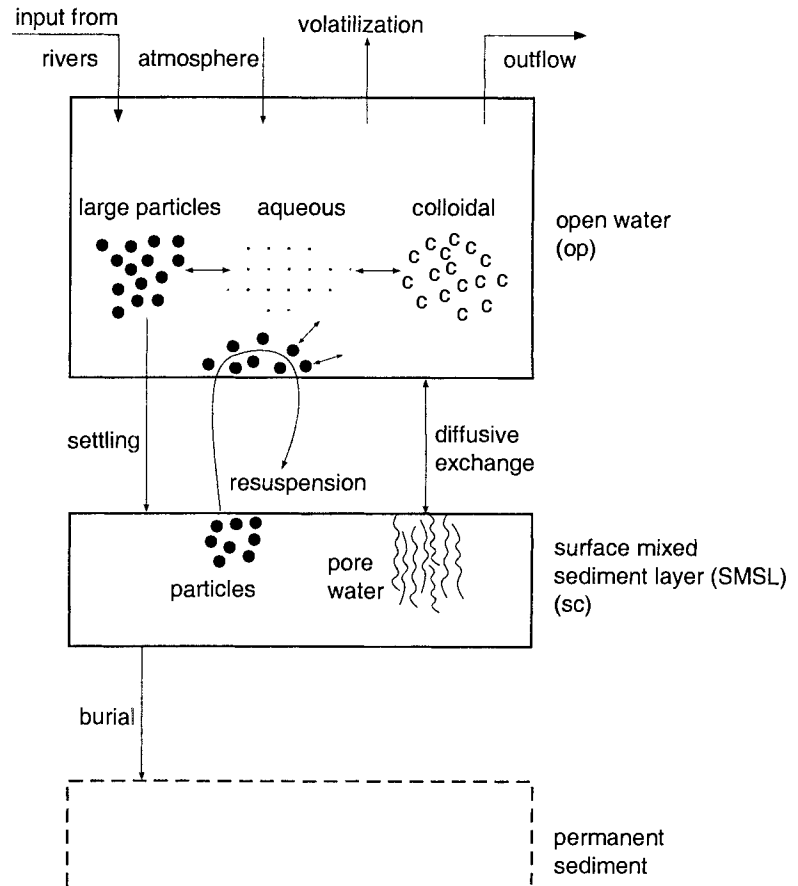 input from
rivers
atmosphere
volatilization
outflow
large particles
aqueous
colloidal
c c c c c c c c c c c c c c c c c c
open water
(op)
settling
resuspension
diffusive
exchange
particles
pore
water
surface mixed
sediment layer (SMSL)
(sc)
burial
permanent
sediment